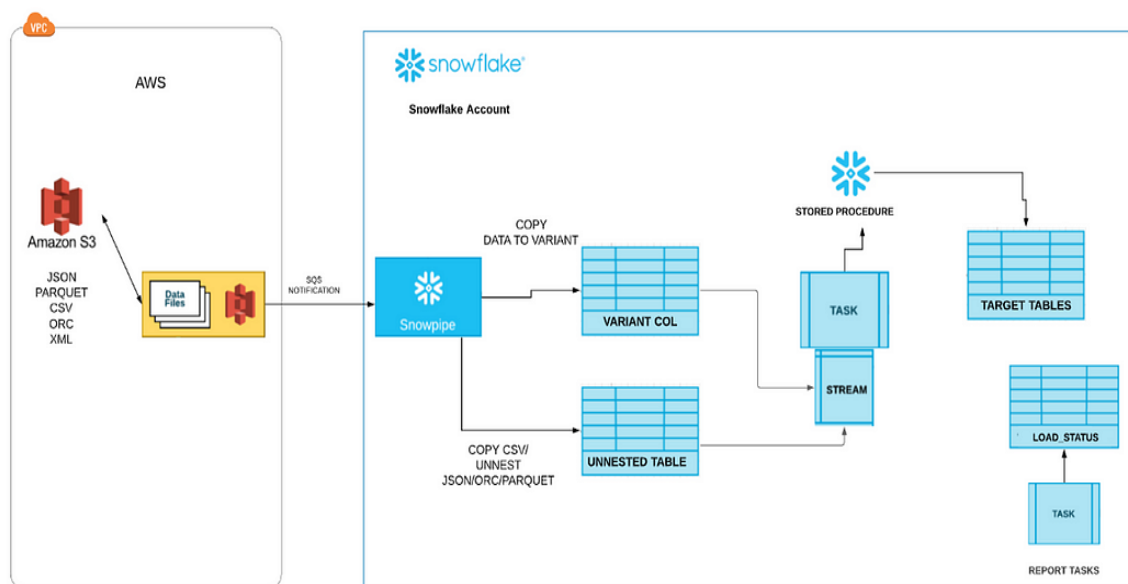 VPC
AWS
Amazon S3
JSON
PARQUET
CSV
ORC
XML
Data
Files
SQS
NOTIFICATION
snowflake®
Snowflake Account
Snowpipe
COPY
DATA TO VARIANT
VARIANT COL
COPY CSV/
UNNEST
JSON/ORC/PARQUET
UNNESTED TABLE
STORED PROCEDURE
TASK
STREAM
TARGET TABLES
LOAD_STATUS
TASK
REPORT TASKS